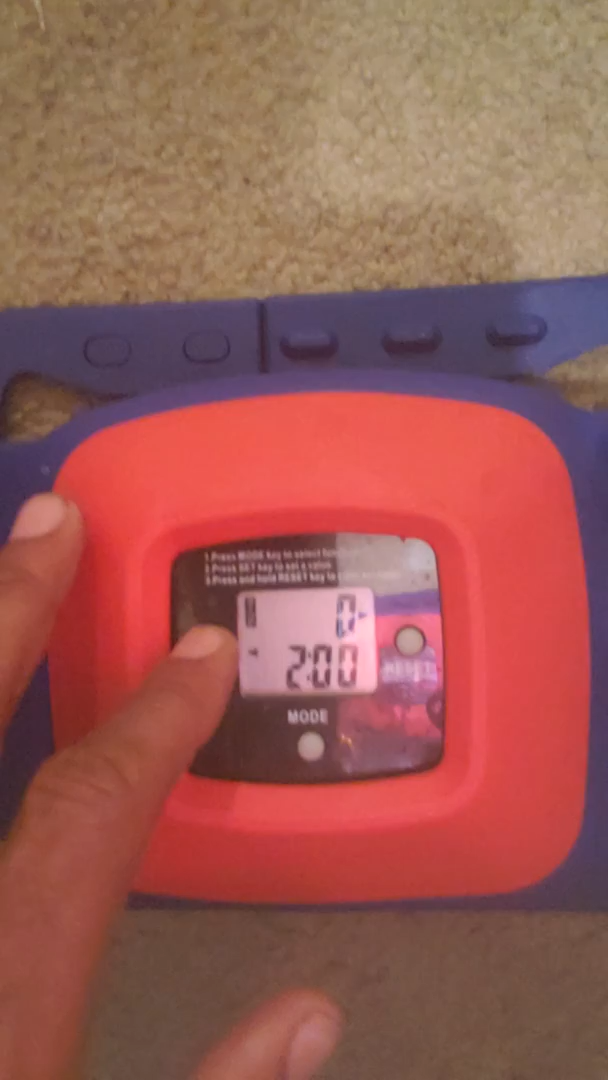 1.Press MODE key to select
2.Press SET key to set a value
3.Press and hold RESET key to
0
2:00
RESET
MODE